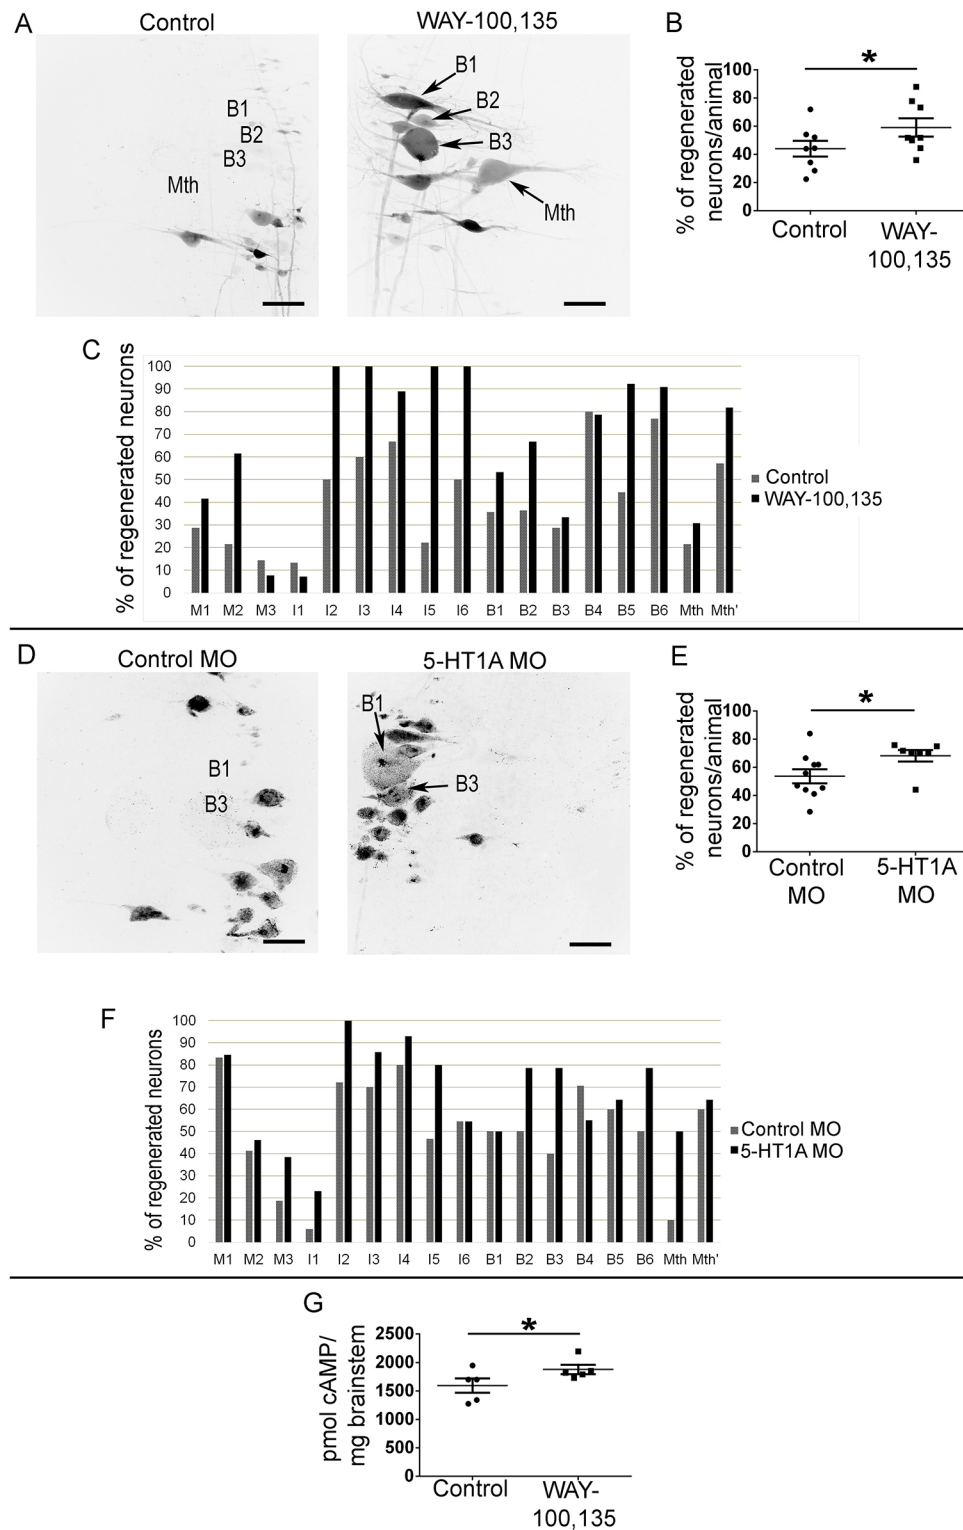 A
Control
WAY-100,135
B1
B2
B3
Mth
B1
B2
B3
Mth
B
*
% of regenerated
neurons/animal
100
80
60
40
20
0
Control
WAY-
100,135
C
% of regenerated neurons
100
90
80
70
60
50
40
30
20
10
0
M1 M2 M3 I1 I2 I3 I4 I5 I6 B1 B2 B3 B4 B5 B6 Mth Mth'
Control
WAY-100,135
D
Control MO
5-HT1A MO
B1
B3
B1
B3
E
*
% of regenerated
neurons/animal
100
80
60
40
20
0
Control
MO
5-HT1A
MO
F
% of regenerated neurons
100
90
80
70
60
50
40
30
20
10
0
M1 M2 M3 I1 I2 I3 I4 I5 I6 B1 B2 B3 B4 B5 B6 Mth Mth'
Control MO
5-HT1A MO
G
*
pmol cAMP/
mg brainstem
2500
2000
1500
1000
500
0
Control
WAY-
100,135